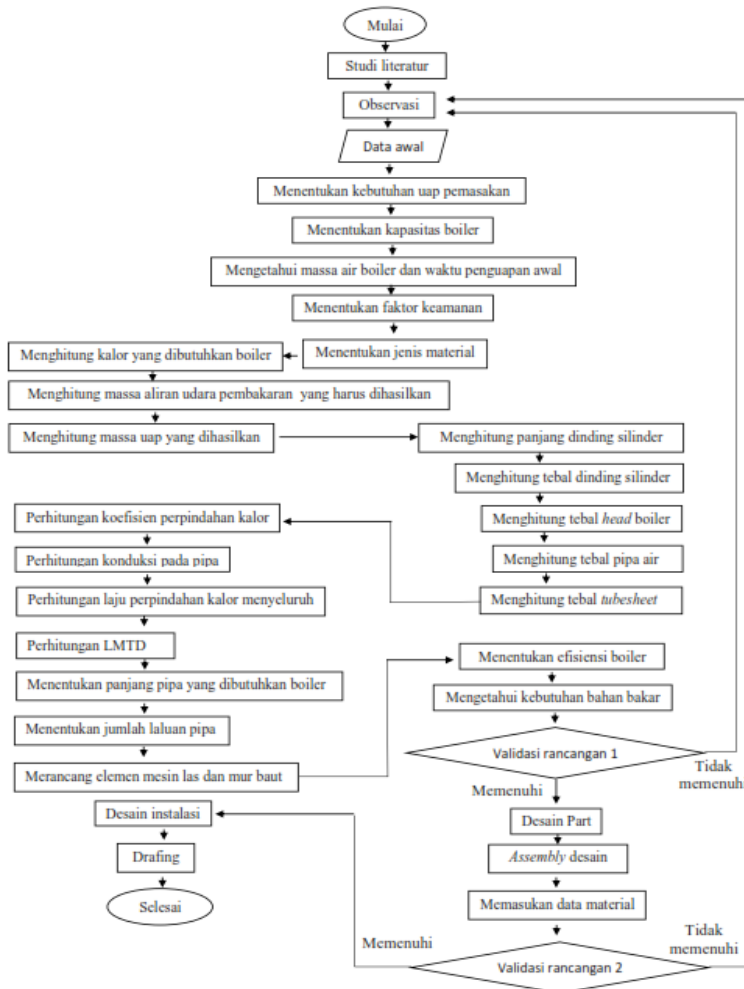 Mulai
Studi literatur
Observasi
Data awal
Menentukan kebutuhan uap pemasakan
Menentukan kapasitas boiler
Mengetahui massa air boiler dan waktu penguapan awal
Menentukan faktor keamanan
Menentukan jenis material
Menghitung kalor yang dibutuhkan boiler
Menghitung massa aliran udara pembakaran yang harus dihasilkan
Menghitung massa uap yang dihasilkan
Menghitung panjang dinding silinder
Menghitung tebal dinding silinder
Menghitung tebal head boiler
Menghitung tebal pipa air
Menghitung tebal tubesheet
Perhitungan koefisien perpindahan kalor
Perhitungan konduksi pada pipa
Perhitungan laju perpindahan kalor menyeluruh
Perhitungan LMTD
Menentukan panjang pipa yang dibutuhkan boiler
Menentukan jumlah laluan pipa
Merancang elemen mesin las dan mur baut
Menentukan efisiensi boiler
Mengetahui kebutuhan bahan bakar
Validasi rancangan 1
Tidak
memenuhi
Memenuhi
Desain Part
Assembly desain
Memasukan data material
Validasi rancangan 2
Tidak
memenuhi
Memenuhi
Desain instalasi
Drafing
Selesai